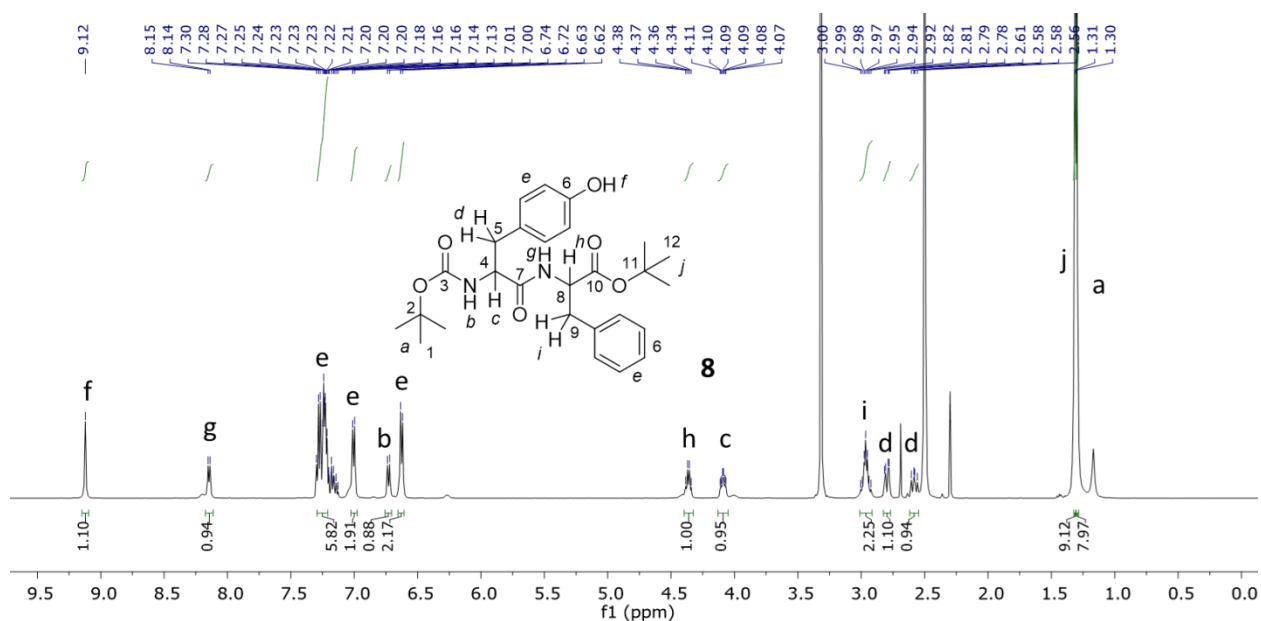 9.12 8.15 8.14 7.30 7.28 7.27 7.25 7.24 7.23 7.23 7.23 7.22 7.21 7.20 7.20 7.20 7.18 7.16 7.16 7.14 7.13 7.01 7.00 6.74 6.72 6.63 6.62 4.38 4.37 4.36 4.34 4.11 4.10 4.09 4.09 4.08 4.07 3.00 2.99 2.98 2.97 2.95 2.94 2.92 2.82 2.81 2.79 2.78 2.61 2.58 2.58 2.56 1.31 1.30
e 6 OH f
d H H 5
O h O 12
g H H 11 j
4 7 N 10 O
O 3 N 8
2 H H O H 9
b c H 6
a 1 i e
8
j
a
f g e e b e h c i d d
1.10 0.94 5.82 1.91 0.88 2.17 1.00 0.95 2.25 1.10 0.94 9.12 7.97
9.5 9.0 8.5 8.0 7.5 7.0 6.5 6.0 5.5 5.0 4.5 4.0 3.5 3.0 2.5 2.0 1.5 1.0 0.5 0.0
f1 (ppm)